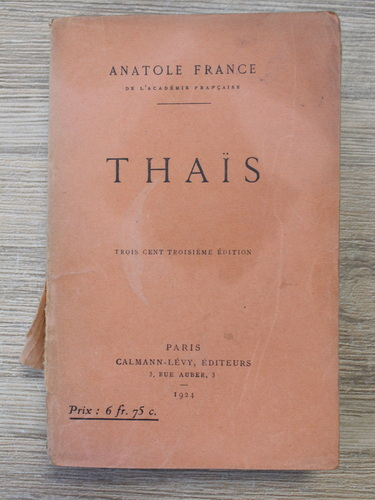 ANATOLE FRANCE
DE L'ACADÉMIE FRANÇAISE
THAÏS
TROIS CENT TROISIÈME ÉDITION
PARIS
CALMANN-LÉVY, ÉDITEURS
3, RUE AUBER, 3
1924
Prix : 6 fr. 75 c.